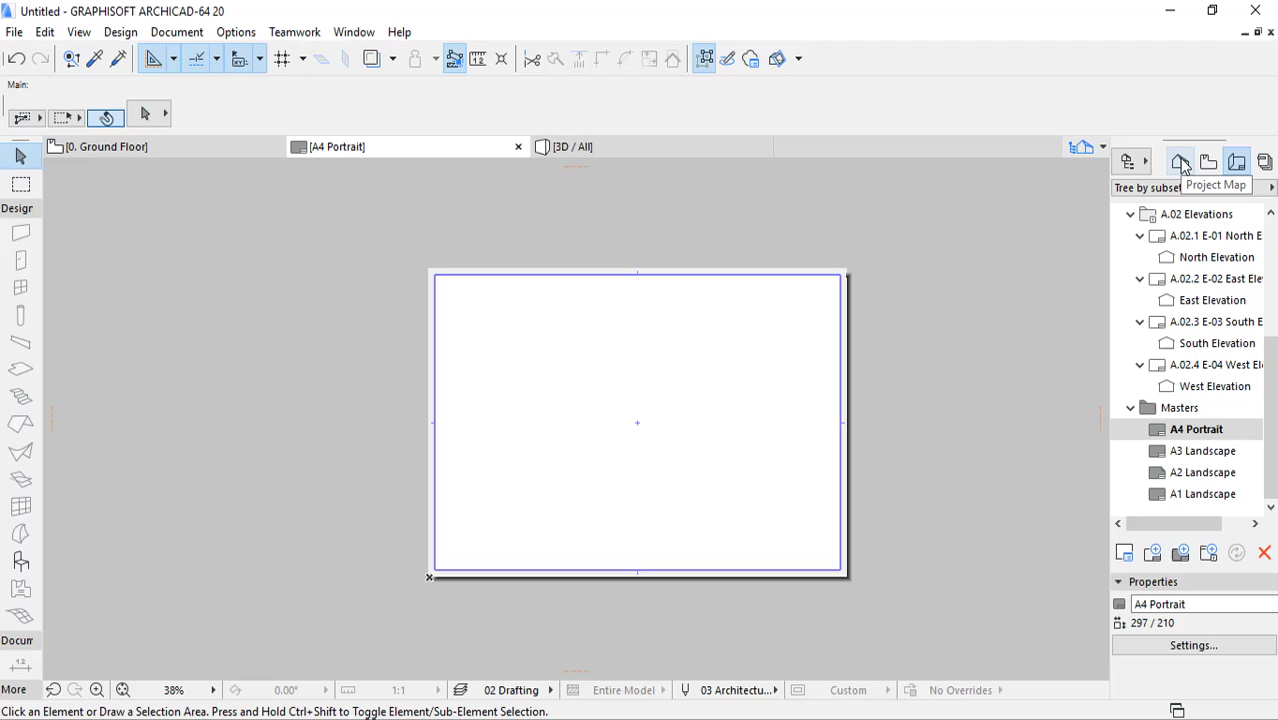 Untitled - GRAPHISOFT ARCHICAD-64 20
File Edit View Design Document Options Teamwork Window Help
Main:
[0. Ground Floor] [A4 Portrait] [3D / All]
Project Map
Tree by subse
Design
A.02 Elevations
A.02.1 E-01 North E
North Elevation
A.02.2 E-02 East Ele
East Elevation
A.02.3 E-03 South E
South Elevation
A.02.4 E-04 West El
West Elevation
Masters
A4 Portrait
A3 Landscape
A2 Landscape
A1 Landscape
Properties
A4 Portrait
297 / 210
Settings...
Docum
1.2
More 38% 0.00° 1:1 02 Drafting Entire Model 03 Architectu... Custom No Overrides
Click an Element or Draw a Selection Area. Press and Hold Ctrl+Shift to Toggle Element/Sub-Element Selection.